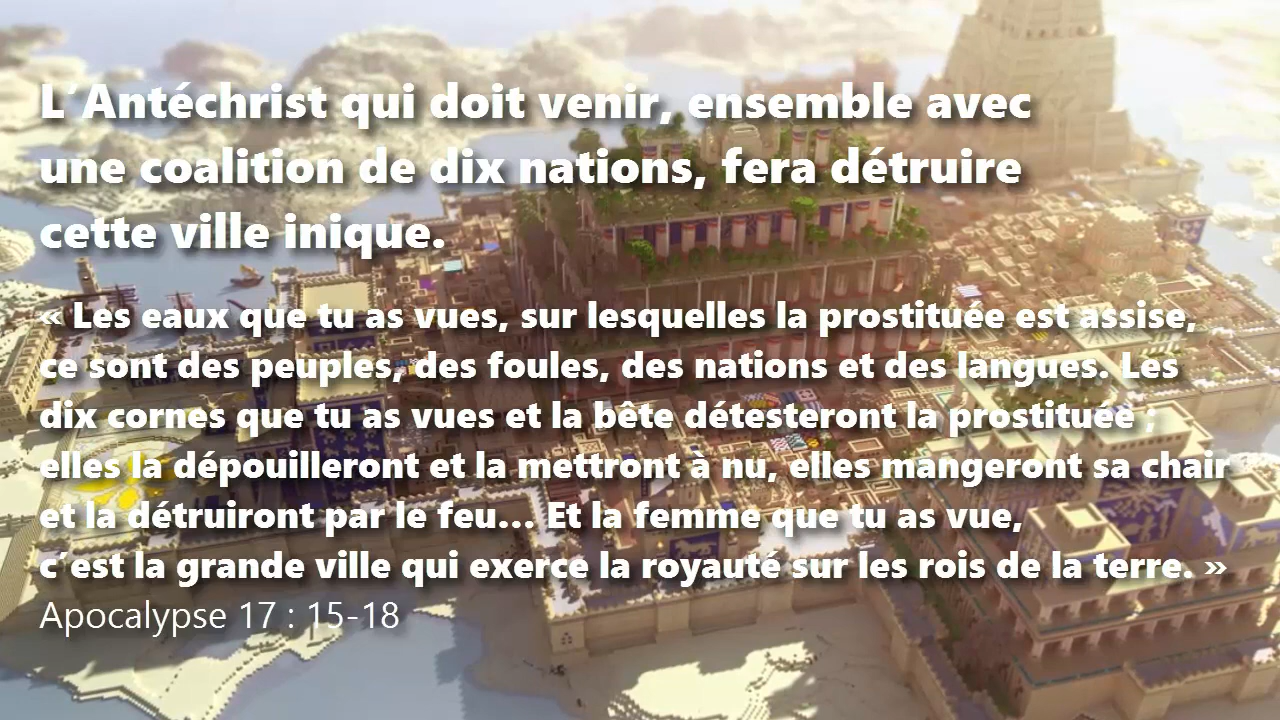 L´Antéchrist qui doit venir, ensemble avec
une coalition de dix nations, fera détruire
cette ville inique.
« Les eaux que tu as vues, sur lesquelles la prostituée est assise,
ce sont des peuples, des foules, des nations et des langues. Les
dix cornes que tu as vues et la bête détesteront la prostituée ;
elles la dépouilleront et la mettront à nu, elles mangeront sa chair
et la détruiront par le feu... Et la femme que tu as vue,
c´est la grande ville qui exerce la royauté sur les rois de la terre. »
Apocalypse 17 : 15-18